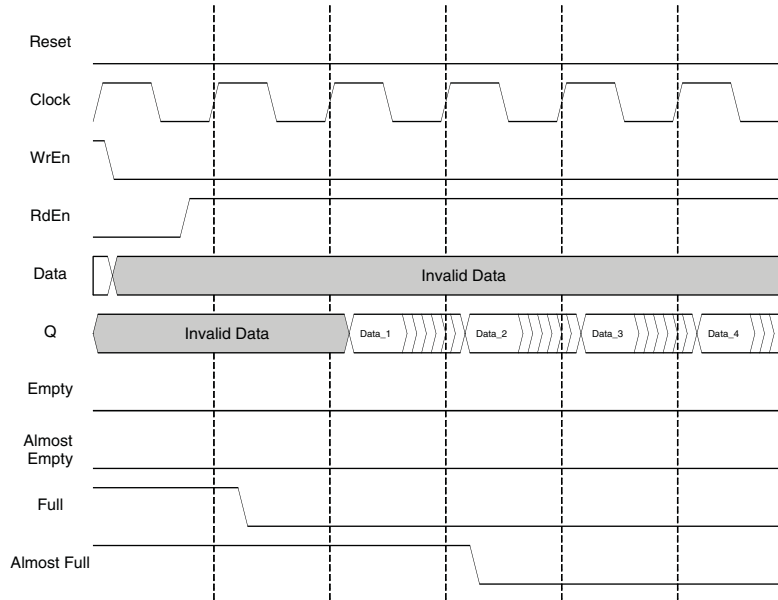 Reset
Clock
WrEn
RdEn
Data
Invalid Data
Q
Invalid Data
Data_1
Data_2
Data_3
Data_4
Empty
Almost
Empty
Full
Almost Full